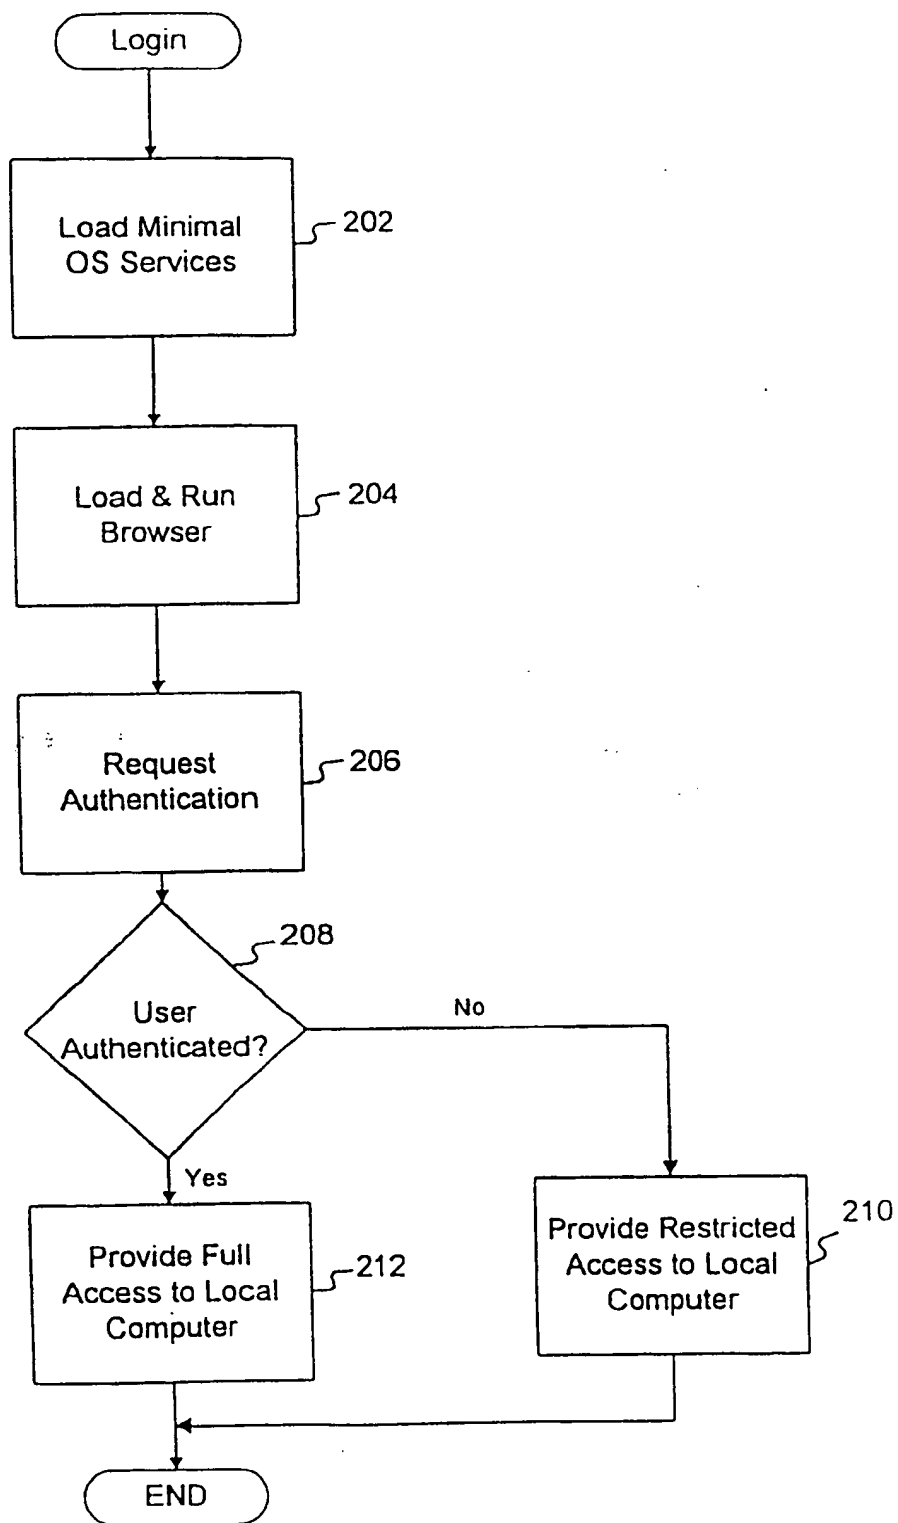 Login
Load Minimal
OS Services
202
Load & Run
Browser
204
Request
Authentication
206
208
User
Authenticated?
No
Yes
Provide Full
Access to Local
Computer
212
Provide Restricted
Access to Local
Computer
210
END